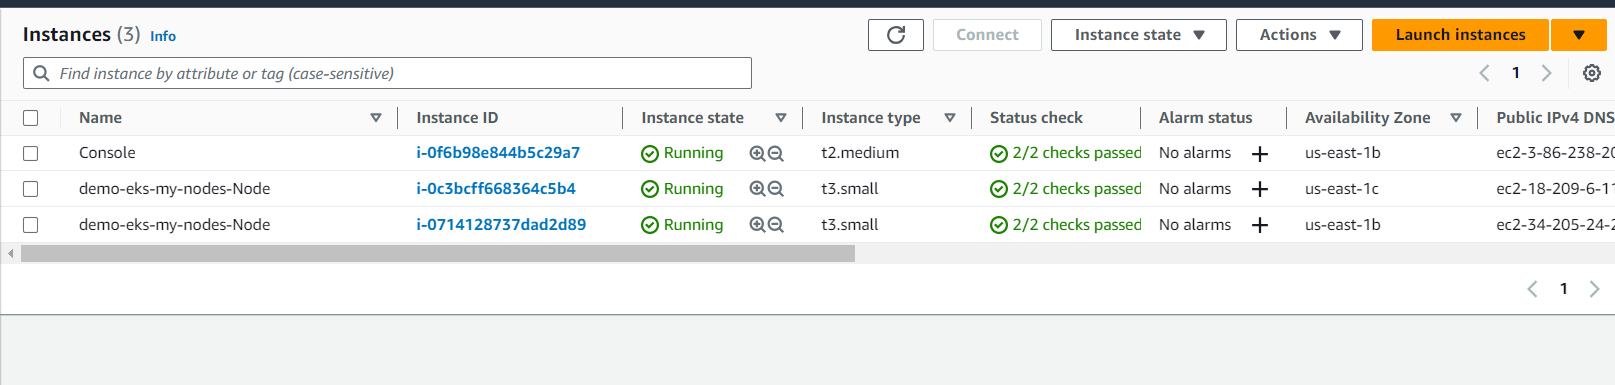 Instances (3) Info Connect Instance state Actions Launch instances
Find instance by attribute or tag (case-sensitive) 1
Name Instance ID Instance state Instance type Status check Alarm status Availability Zone Public IPv4 DNS
Console i-0f6b98e844b5c29a7 Running t2.medium 2/2 checks passed No alarms + us-east-1b ec2-3-86-238-20
demo-eks-my-nodes-Node i-0c3bcff668364c5b4 Running t3.small 2/2 checks passed No alarms + us-east-1c ec2-18-209-6-11
demo-eks-my-nodes-Node i-0714128737dad2d89 Running t3.small 2/2 checks passed No alarms + us-east-1b ec2-34-205-24-2
1